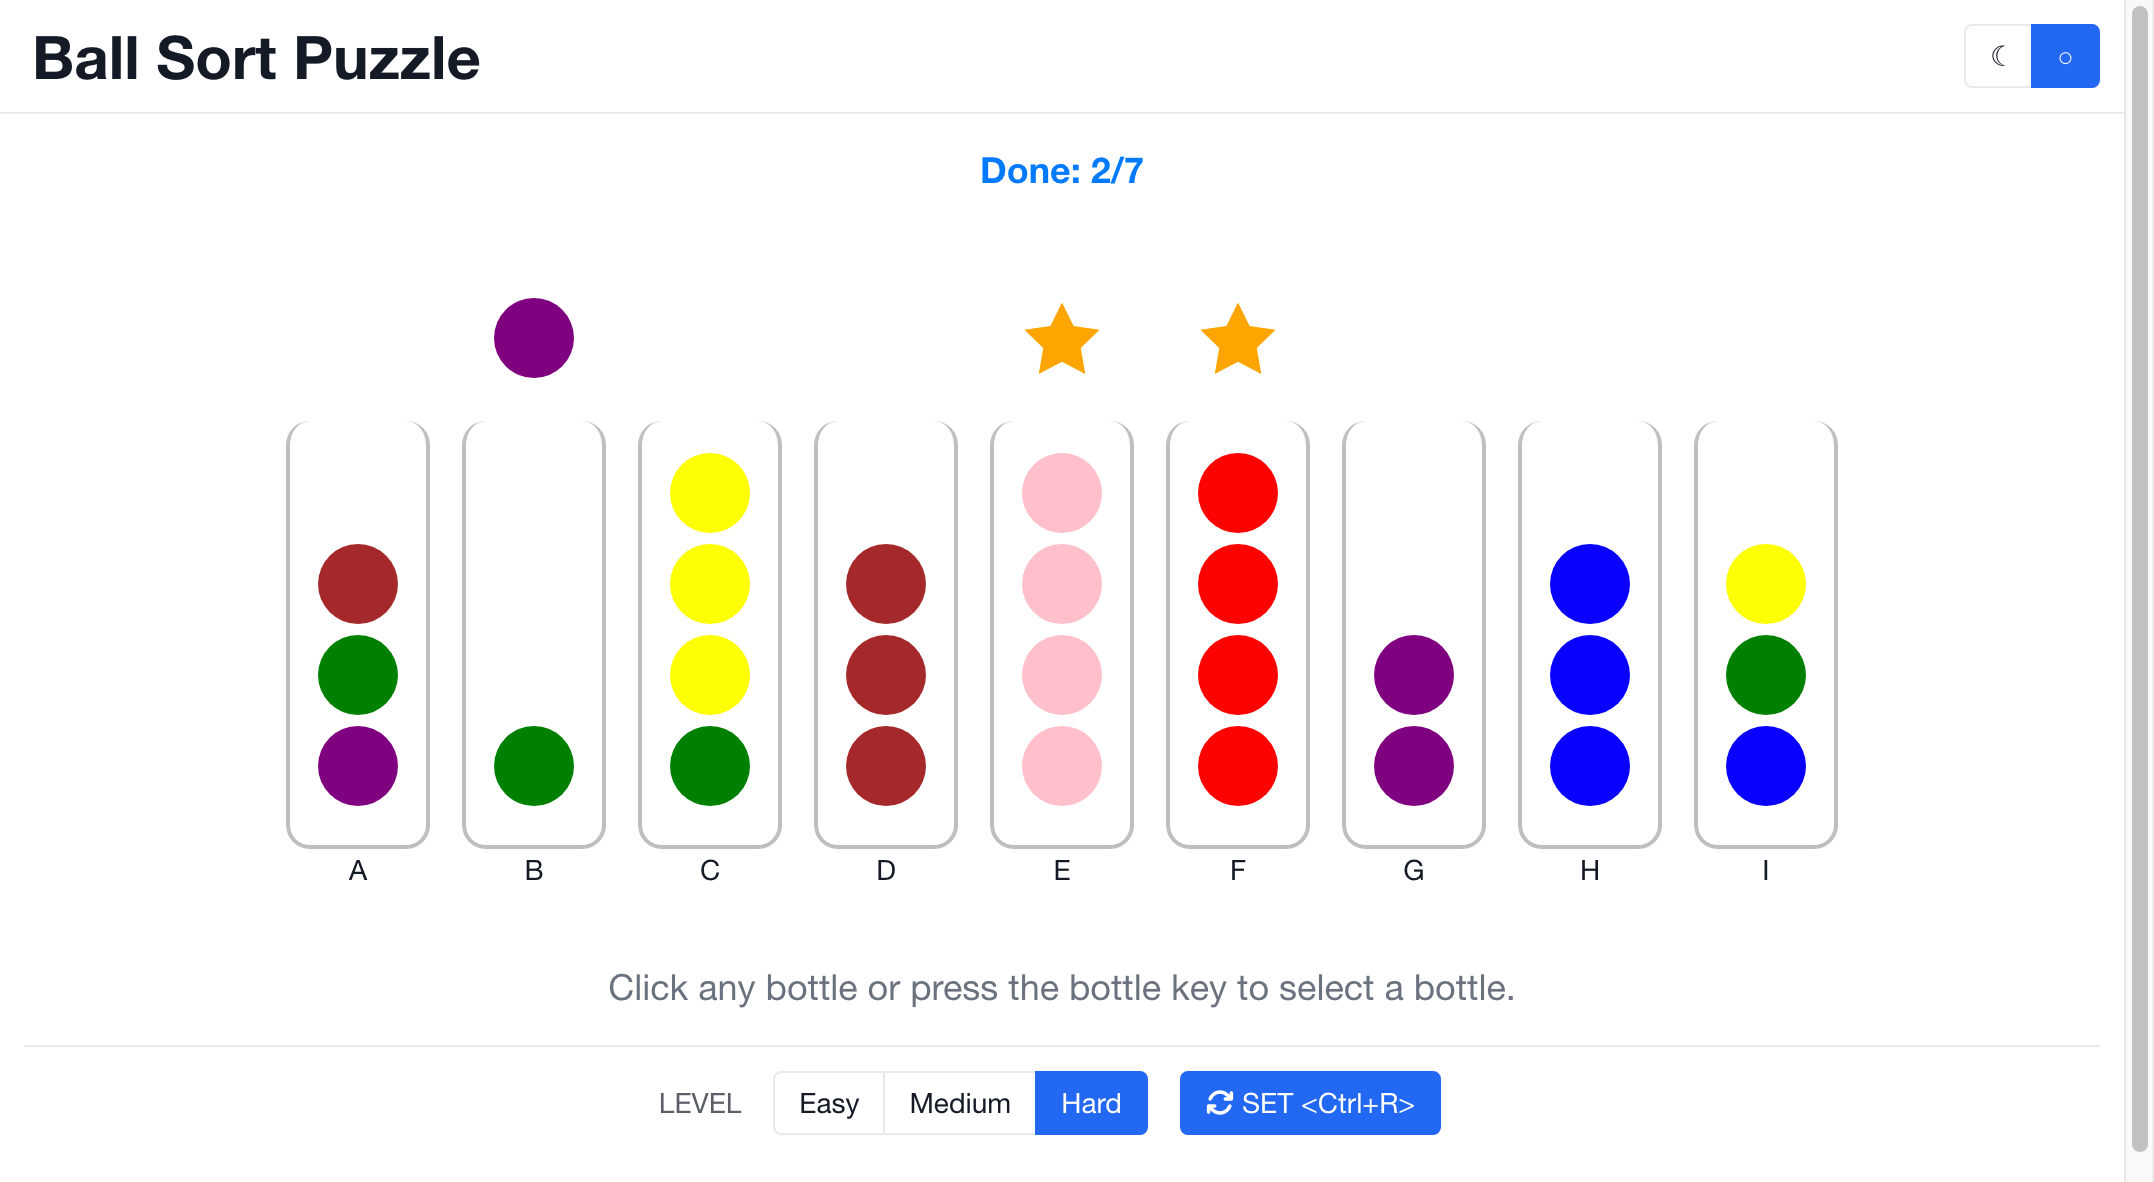 Ball Sort Puzzle
Done: 2/7
A B C D E F G H I
Click any bottle or press the bottle key to select a bottle.
LEVEL Easy Medium Hard SET <Ctrl+R>